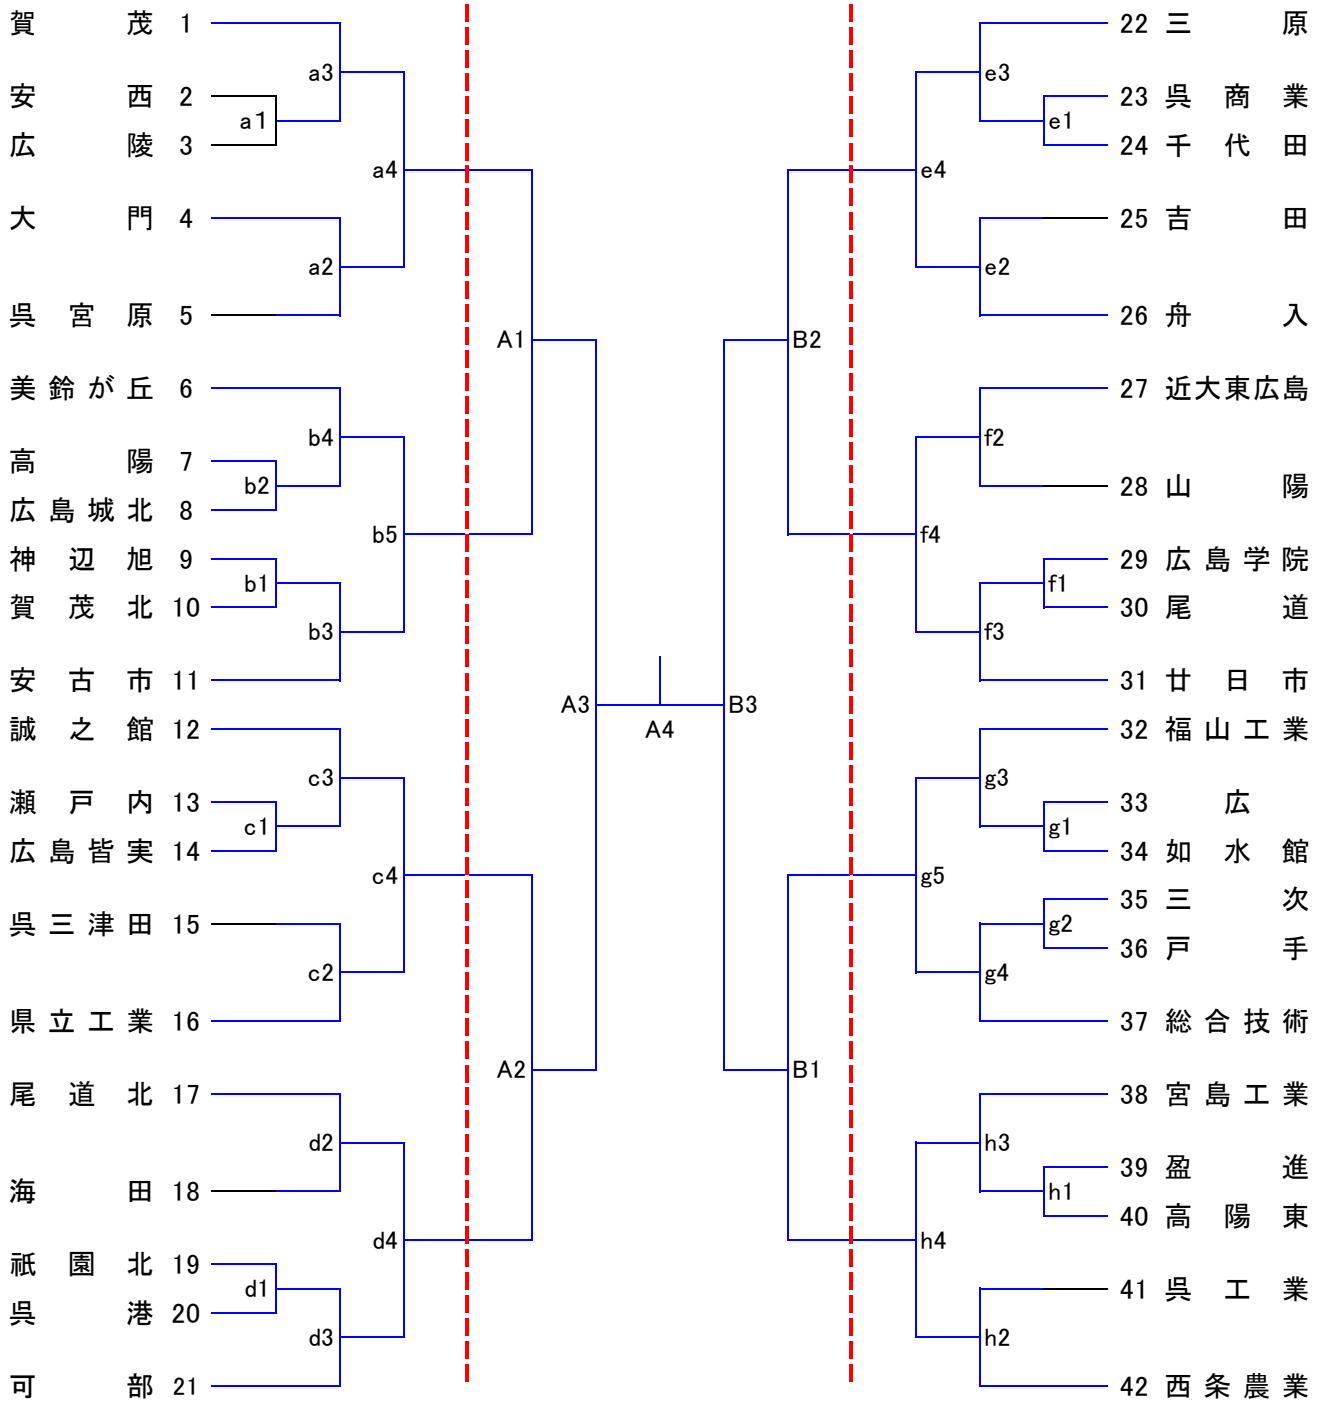 賀茂 1
安西 2
広陵 3
大門 4
呉宮原 5
美鈴が丘 6
高陽 7
広島城北 8
神辺旭 9
賀茂北 10
安古市 11
誠之館 12
瀬戸内 13
広島皆実 14
呉三津田 15
県立工業 16
尾道北 17
海田 18
祇園北 19
呉港 20
可部 21
a3
a1
a4
a2
A1
b4
b2
b5
b1
b3
A3
c3
c1
c4
c2
A2
d2
d4
d1
d3
A4
B3
B2
B1
e3
e1
e4
e2
f2
f4
f1
f3
g3
g1
g5
g2
g4
h3
h1
h4
h2
22 三原
23 呉商業
24 千代田
25 吉田
26 舟入
27 近大東広島
28 山陽
29 広島学院
30 尾道
31 廿日市
32 福山工業
33 広
34 如水館
35 三次
36 戸手
37 総合技術
38 宮島工業
39 盈進
40 高陽東
41 呉工業
42 西条農業